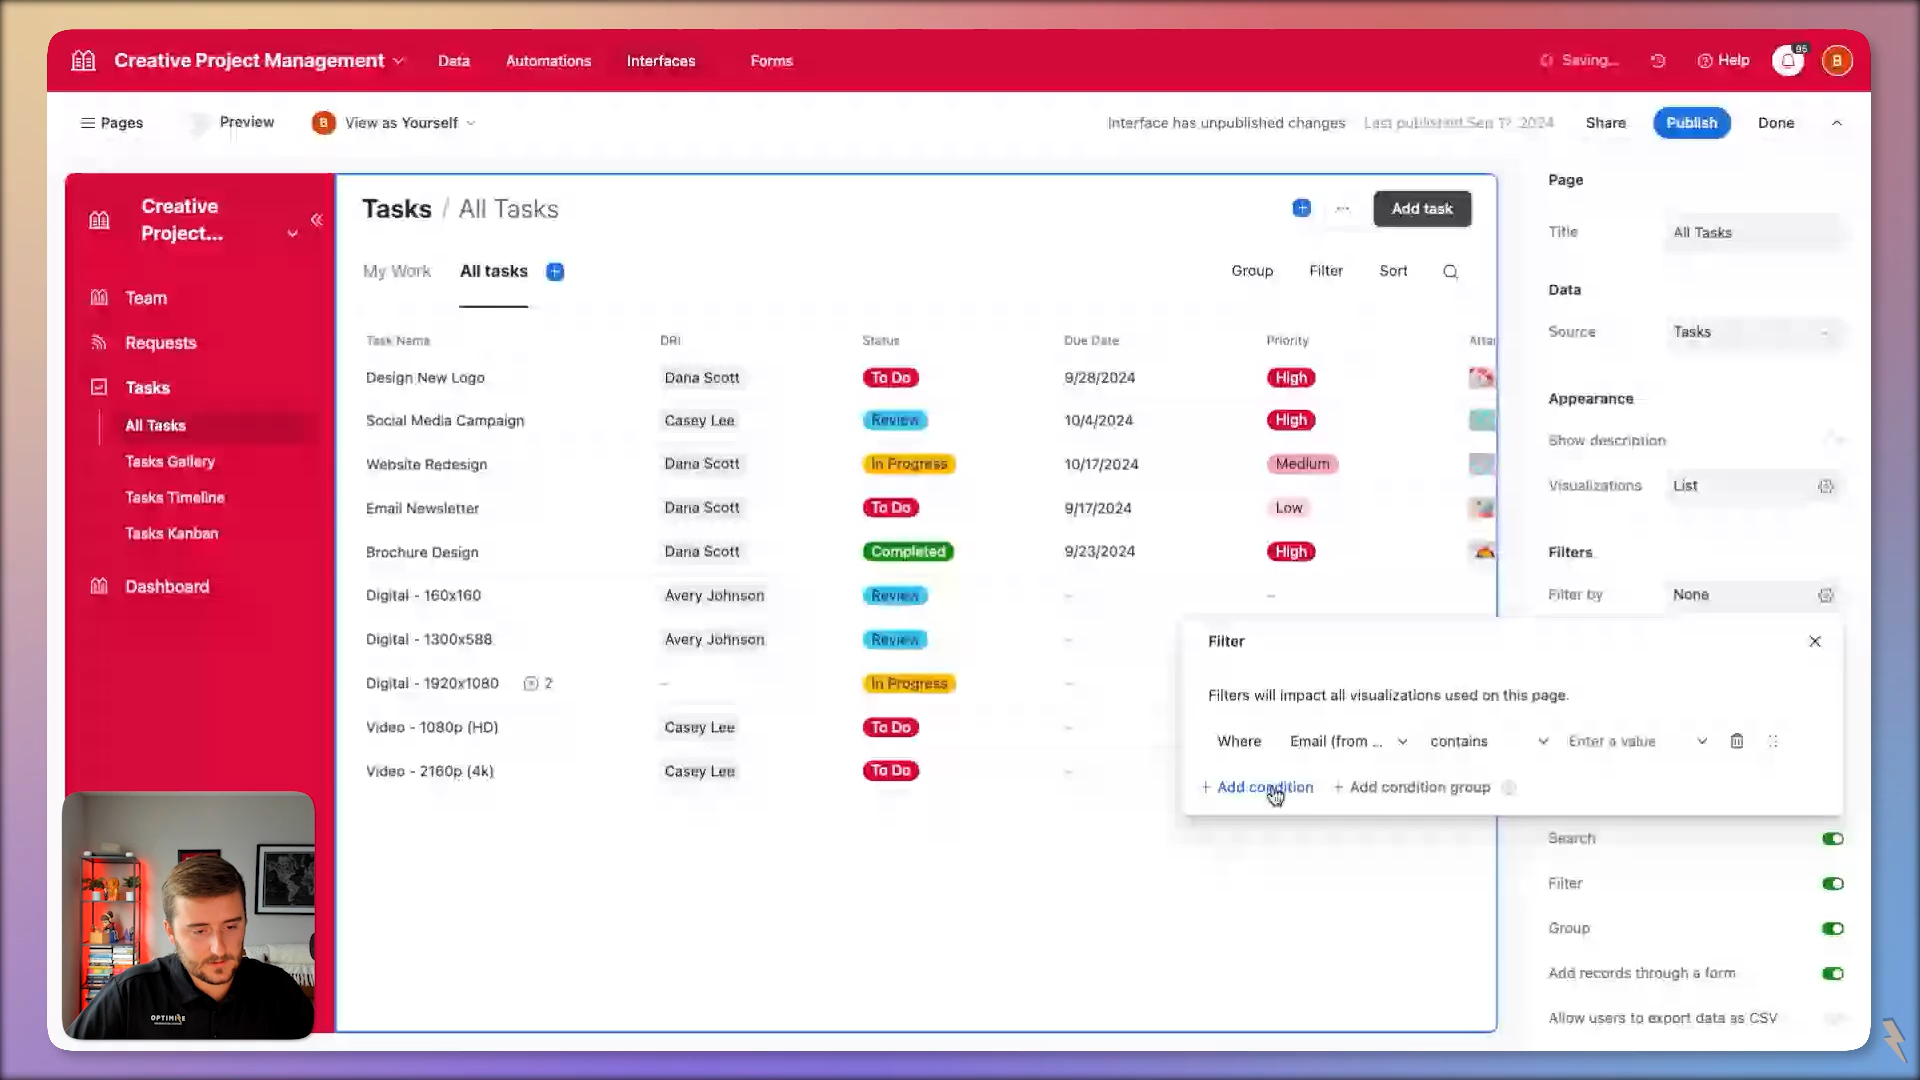 Creative Project Management
Data
Automations
Interfaces
Forms
Saving...
Help
95
B
Pages
Preview
B
View as Yourself
Interface has unpublished changes
Last published Sep 17, 2024
Share
Publish
Done
Creative
Project...
Team
Requests
Tasks
All Tasks
Tasks Gallery
Tasks Timeline
Tasks Kanban
Dashboard
Tasks / All Tasks
Add task
My Work
All tasks
Group
Filter
Sort
Task Name DRI Status Due Date Priority Attac
Design New Logo Dana Scott To Do 9/28/2024 High
Social Media Campaign Casey Lee Review 10/4/2024 High
Website Redesign Dana Scott In Progress 10/17/2024 Medium
Email Newsletter Dana Scott To Do 9/17/2024 Low
Brochure Design Dana Scott Completed 9/23/2024 High
Digital - 160x160 Avery Johnson Review – –
Digital - 1300x588 Avery Johnson Review –
Digital - 1920x1080 2 – In Progress –
Video - 1080p (HD) Casey Lee To Do –
Video - 2160p (4k) Casey Lee To Do –
Page
Title All Tasks
Data
Source Tasks
Appearance
Show description
Visualizations List
Filters
Filter by None
Filter
Filters will impact all visualizations used on this page.
Where Email (from ... contains Enter a value
+ Add condition + Add condition group
Search
Filter
Group
Add records through a form
Allow users to export data as CSV
OPTIMIZE